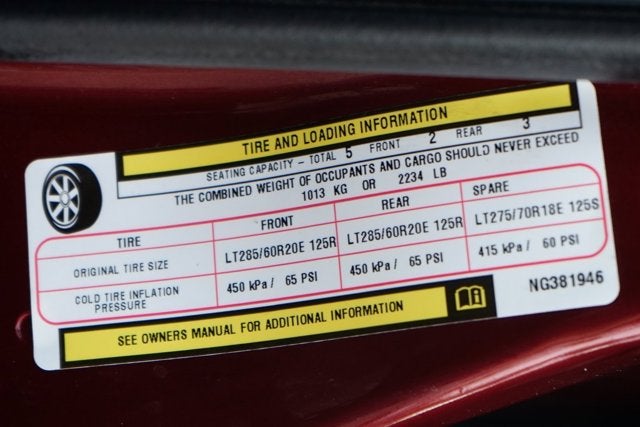 TIRE AND LOADING INFORMATION
SEATING CAPACITY - TOTAL 5 FRONT 2 REAR 3
THE COMBINED WEIGHT OF OCCUPANTS AND CARGO SHOULD NEVER EXCEED
1013 KG OR 2234 LB
TIRE FRONT REAR SPARE
ORIGINAL TIRE SIZE LT285/60R20E 125R LT285/60R20E 125R LT275/70R18E 125S
COLD TIRE INFLATION
PRESSURE 450 kPa/ 65 PSI 450 kPa/ 65 PSI 415 kPa/ 60 PSI
SEE OWNERS MANUAL FOR ADDITIONAL INFORMATION
NG381946